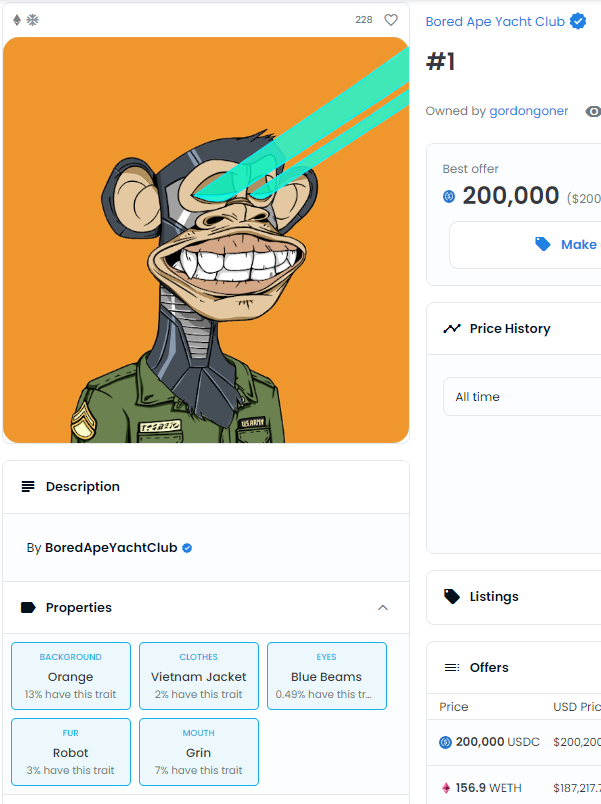 228
Bored Ape Yacht Club
#1
Owned by gordongoner
Best offer
200,000 ($200
Make
U.S.ARMY
Price History
All time
Description
By BoredApeYachtClub
Properties
BACKGROUND
Orange
13% have this trait
CLOTHES
Vietnam Jacket
2% have this trait
EYES
Blue Beams
0.49% have this tr...
FUR
Robot
3% have this trait
MOUTH
Grin
7% have this trait
Listings
Offers
Price USD Pric
200,000 USDC $200,200
156.9 WETH $187,217.7